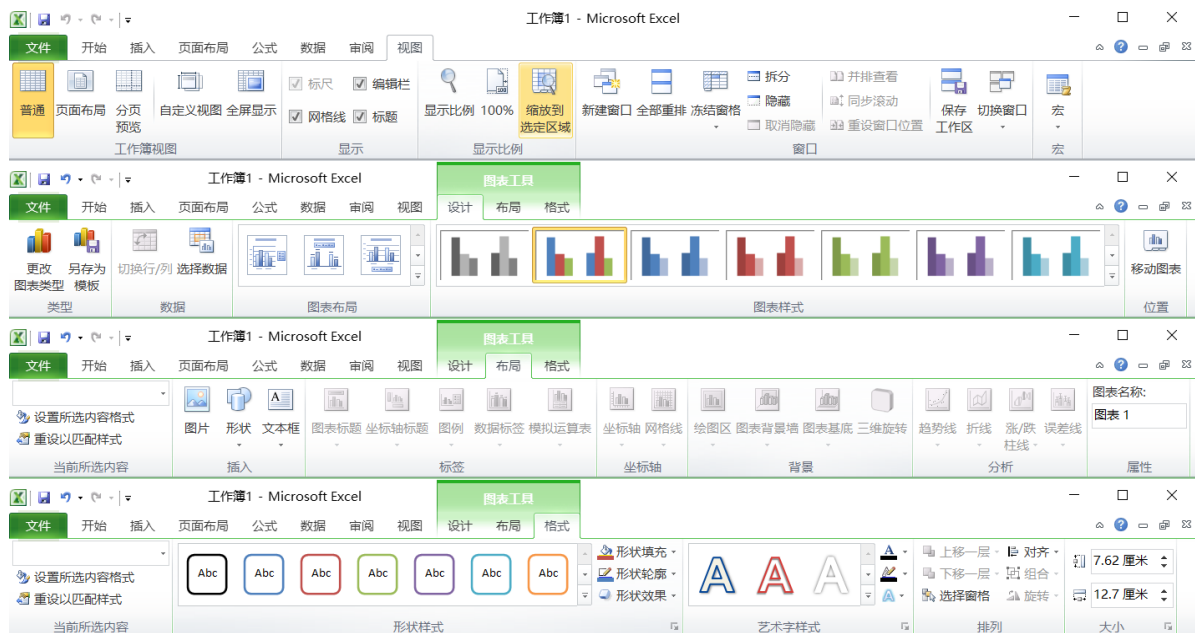 工作簿1 - Microsoft Excel
文件 开始 插入 页面布局 公式 数据 审阅 视图
普通 页面布局 分页预览 自定义视图 全屏显示
工作簿视图
标尺 编辑栏
网格线 标题
显示
显示比例 100% 缩放到选定区域
显示比例
新建窗口 全部重排 冻结窗格 拆分 隐藏 取消隐藏 并排查看 同步滚动 重设窗口位置 保存工作区 切换窗口
窗口
宏
宏
工作簿1 - Microsoft Excel
图表工具
文件 开始 插入 页面布局 公式 数据 审阅 视图 设计 布局 格式
更改图表类型 另存为模板
类型
切换行/列 选择数据
数据
图表布局
图表样式
移动图表
位置
工作簿1 - Microsoft Excel
图表工具
文件 开始 插入 页面布局 公式 数据 审阅 视图 设计 布局 格式
设置所选内容格式
重设以匹配样式
当前所选内容
图片 形状 文本框
插入
图表标题 坐标轴标题 图例 数据标签 模拟运算表
标签
坐标轴 网格线
坐标轴
绘图区 图表背景墙 图表基底 三维旋转
背景
趋势线 折线 涨/跌柱线 误差线
分析
图表名称:
图表 1
属性
工作簿1 - Microsoft Excel
图表工具
文件 开始 插入 页面布局 公式 数据 审阅 视图 设计 布局 格式
设置所选内容格式
重设以匹配样式
当前所选内容
Abc Abc Abc Abc Abc Abc Abc
形状填充
形状轮廓
形状效果
形状样式
A A A A A
艺术字样式
上移一层 对齐
下移一层 组合
选择窗格 旋转
排列
7.62 厘米
12.7 厘米
大小